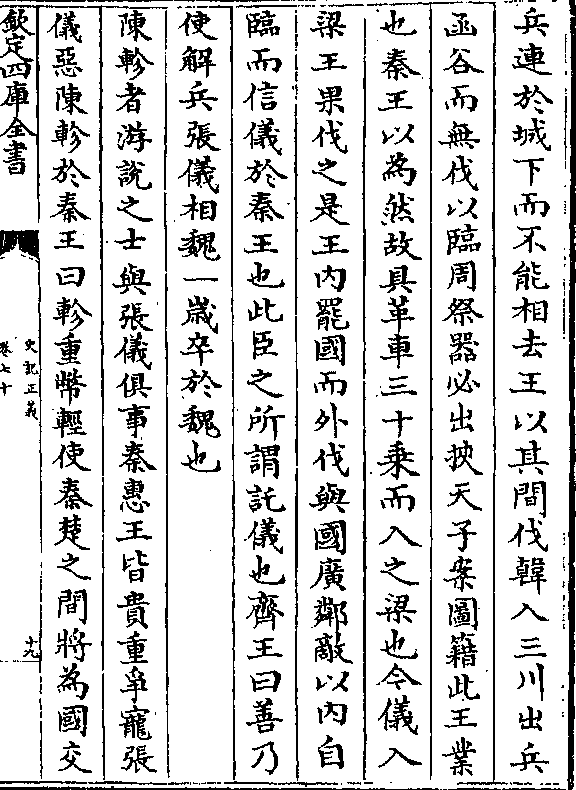 兵連於城下而不能相去王以其間伐韓入三川出兵
函谷而無伐以臨周祭器必出挾天子案圖籍此王業
也秦王以為然故具革車三十乗而入之梁也今儀入
梁王果伐之是王内罷國而外伐與國廣鄰敵以内自
臨而信儀於秦王也此臣之所謂託儀也齊王曰善乃
使解兵張儀相魏一嵗卒於魏也
陳軫者游說之士與張儀俱事秦惠王皆貴重爭寵張
儀惡陳軫於秦王曰軫重幣輕使秦楚之間將為國交
欽定四庫全書
史記正義
卷七十
十九